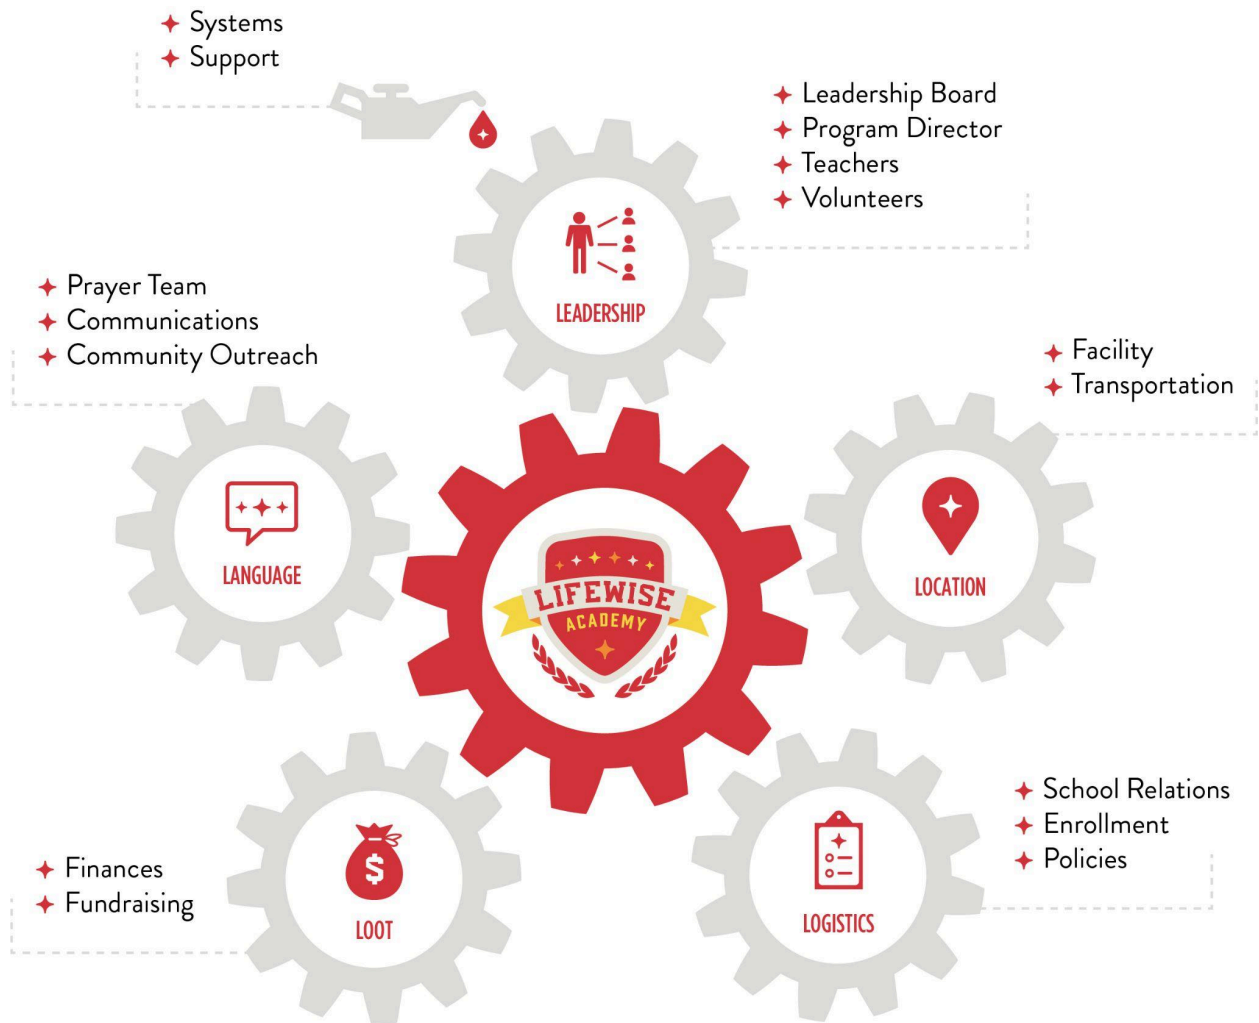 Systems
Support
Leadership Board
Program Director
Teachers
Volunteers
LEADERSHIP
Prayer Team
Communications
Community Outreach
Facility
Transportation
LANGUAGE
LOCATION
LIFEWISE
ACADEMY
School Relations
Enrollment
Policies
Finances
Fundraising
$
LOOT
LOGISTICS